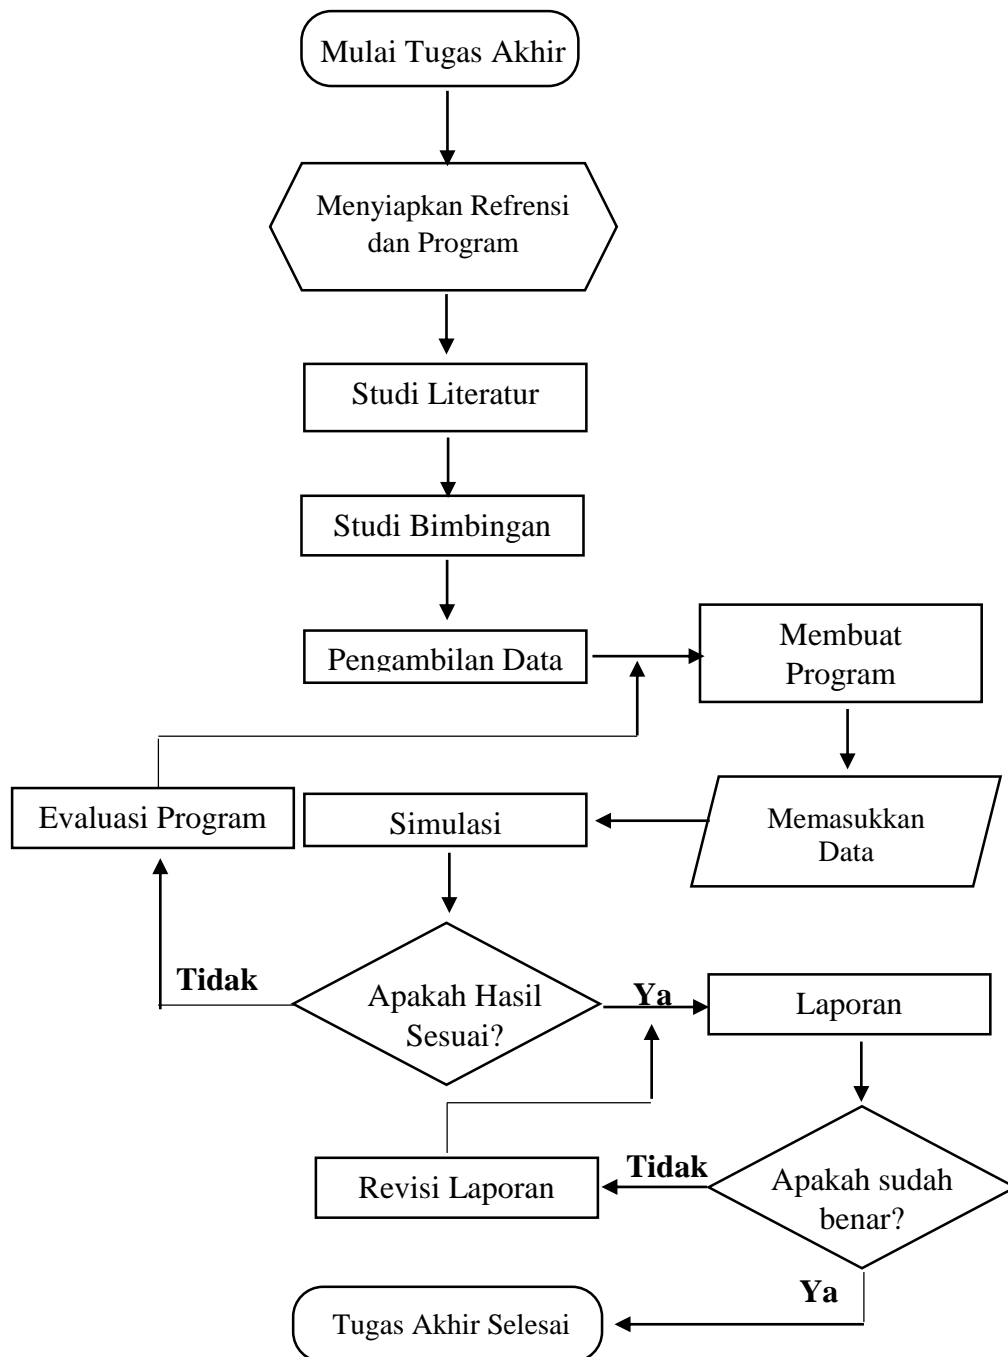 Mulai Tugas Akhir
Menyiapkan Refrensi
dan Program
Studi Literatur
Studi Bimbingan
Pengambilan Data
Membuat
Program
Evaluasi Program
Simulasi
Memasukkan
Data
Tidak
Apakah Hasil
Sesuai?
Ya
Laporan
Revisi Laporan
Tidak
Apakah sudah
benar?
Ya
Tugas Akhir Selesai